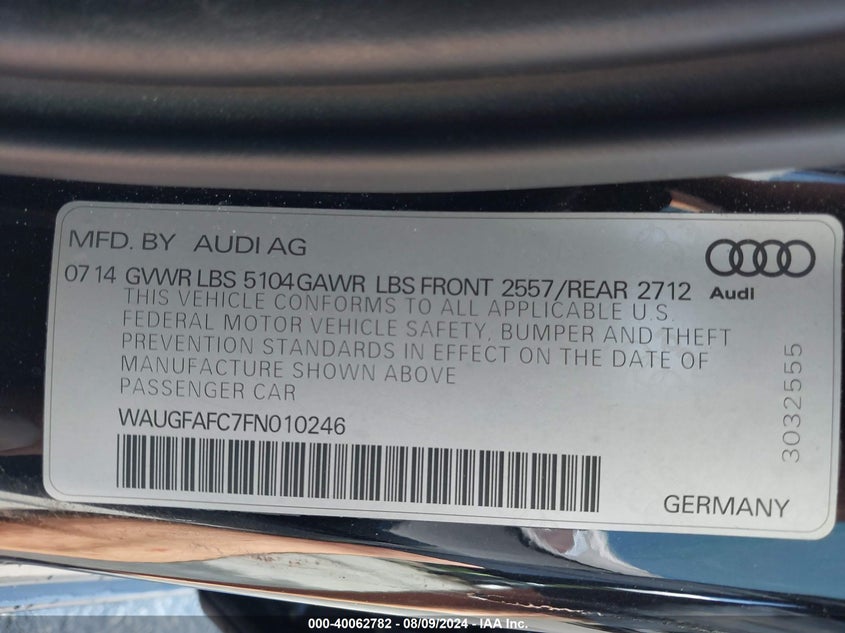 MFD. BY AUDI AG
07 14 GVWR LBS 5104 GAWR LBS FRONT 2557/REAR 2712
Audi
THIS VEHICLE CONFORMS TO ALL APPLICABLE U.S.
FEDERAL MOTOR VEHICLE SAFETY, BUMPER AND THEFT
PREVENTION STANDARDS IN EFFECT ON THE DATE OF
MANUFACTURE SHOWN ABOVE
PASSENGER CAR
WAUGFAFC7FN010246
3032555
GERMANY
000-40062782 - 08/09/2024 - IAA Inc.